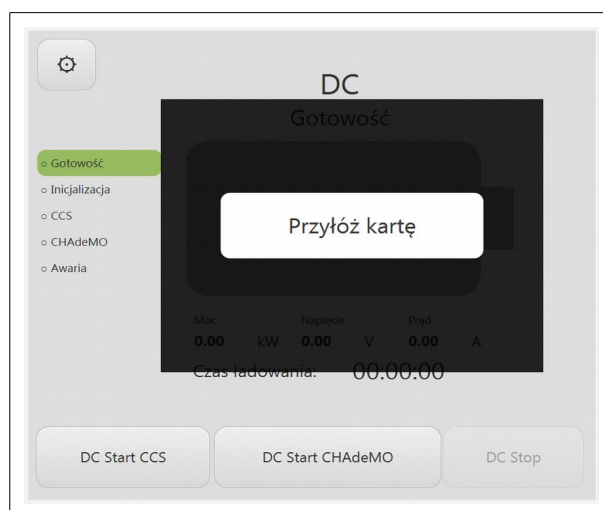 DC
Gotowość
Gotowość
Inicjalizacja
CCS
CHAdeMO
Awaria
Przyłóż kartę
Moc Napięcie Prąd
0.00 kW 0.00 V 0.00 A
Czas ładowania: 00:00:00
DC Start CCS DC Start CHAdeMO DC Stop